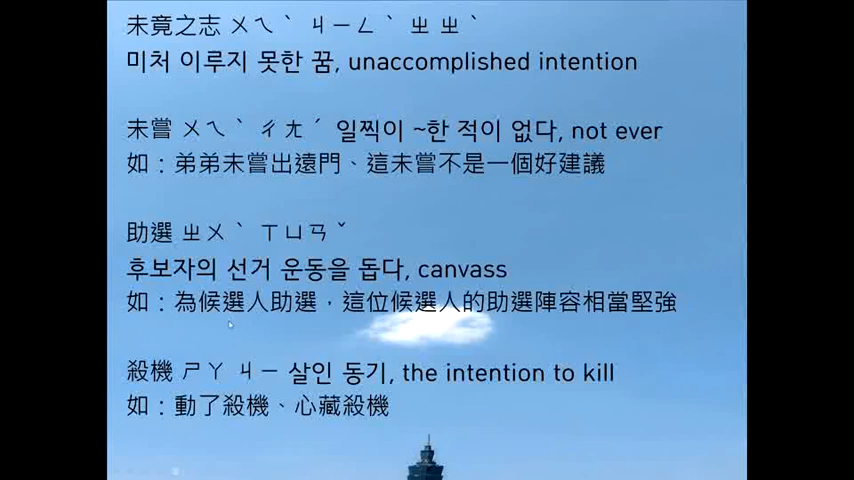 未竟之志 ㄨㄟˋ ㄐㄧㄥˋ ㄓ ㄓˋ
미처 이루지 못한 꿈, unaccomplished intention
未嘗 ㄨㄟˋ ㄔㄤˊ 일찍이 ~한 적이 없다, not ever
如：弟弟未嘗出遠門、這未嘗不是一個好建議
助選 ㄓㄨˋ ㄒㄩㄢˇ
후보자의 선거 운동을 돕다, canvass
如：為候選人助選，這位候選人的助選陣容相當堅強
殺機 ㄕㄚ ㄐㄧ 살인 동기, the intention to kill
如：動了殺機、心藏殺機